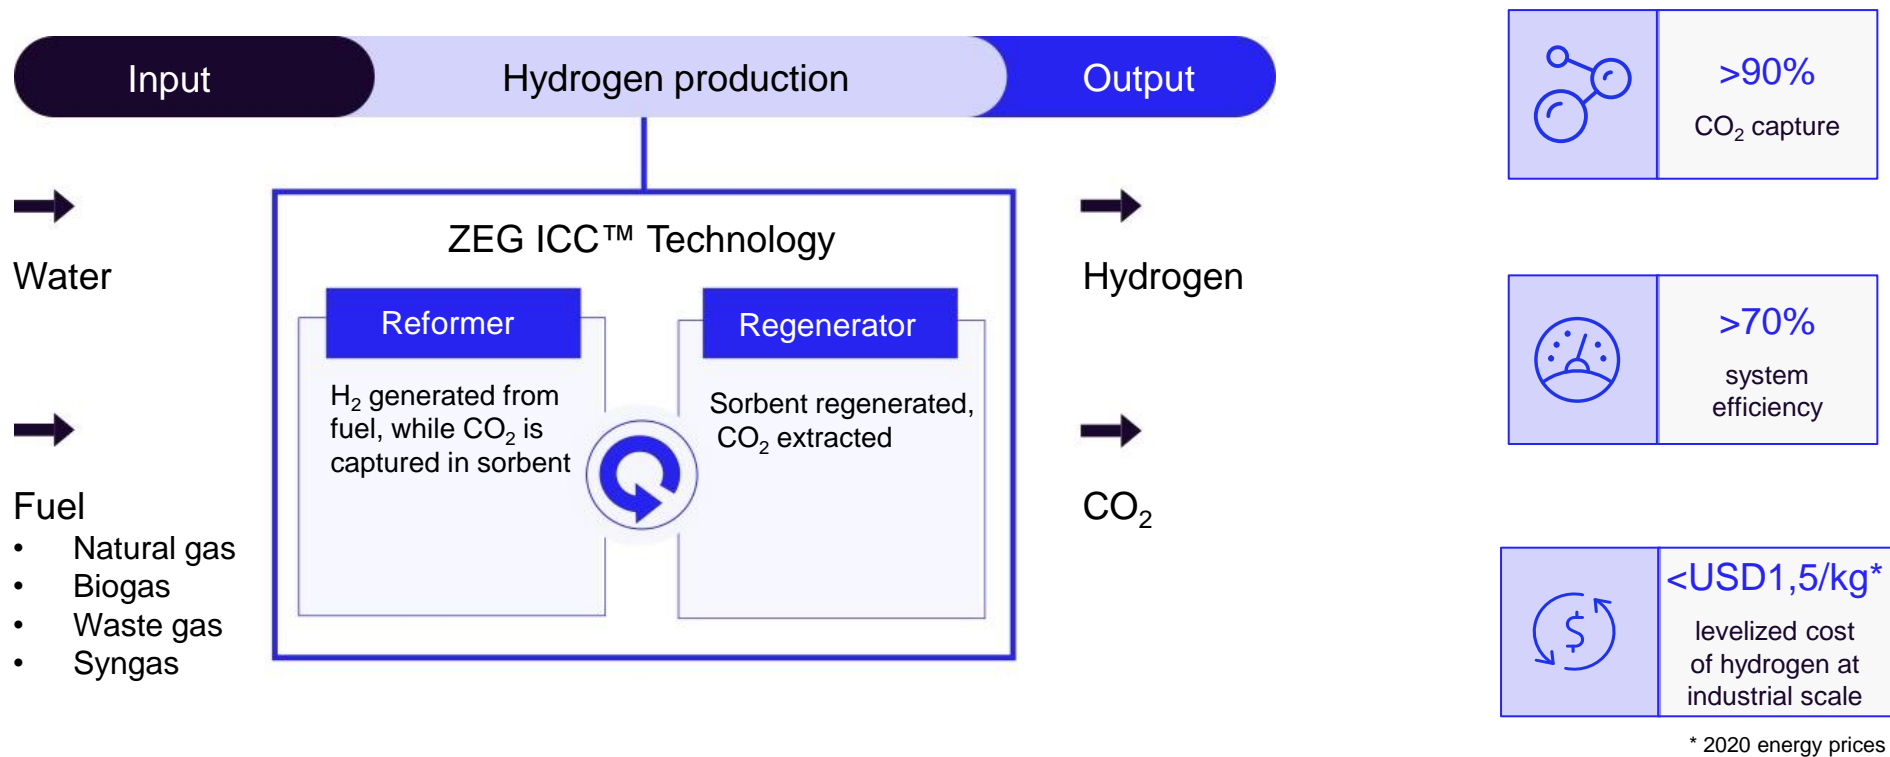 Input
Hydrogen production
Output
Water
Fuel
• Natural gas
• Biogas
• Waste gas
• Syngas
ZEG ICC™ Technology
Reformer
H₂ generated from
fuel, while CO₂ is
captured in sorbent
Regenerator
Sorbent regenerated,
CO₂ extracted
Hydrogen
CO₂
>90%
CO₂ capture
>70%
system
efficiency
$
<USD1,5/kg*
levelized cost
of hydrogen at
industrial scale
* 2020 energy prices